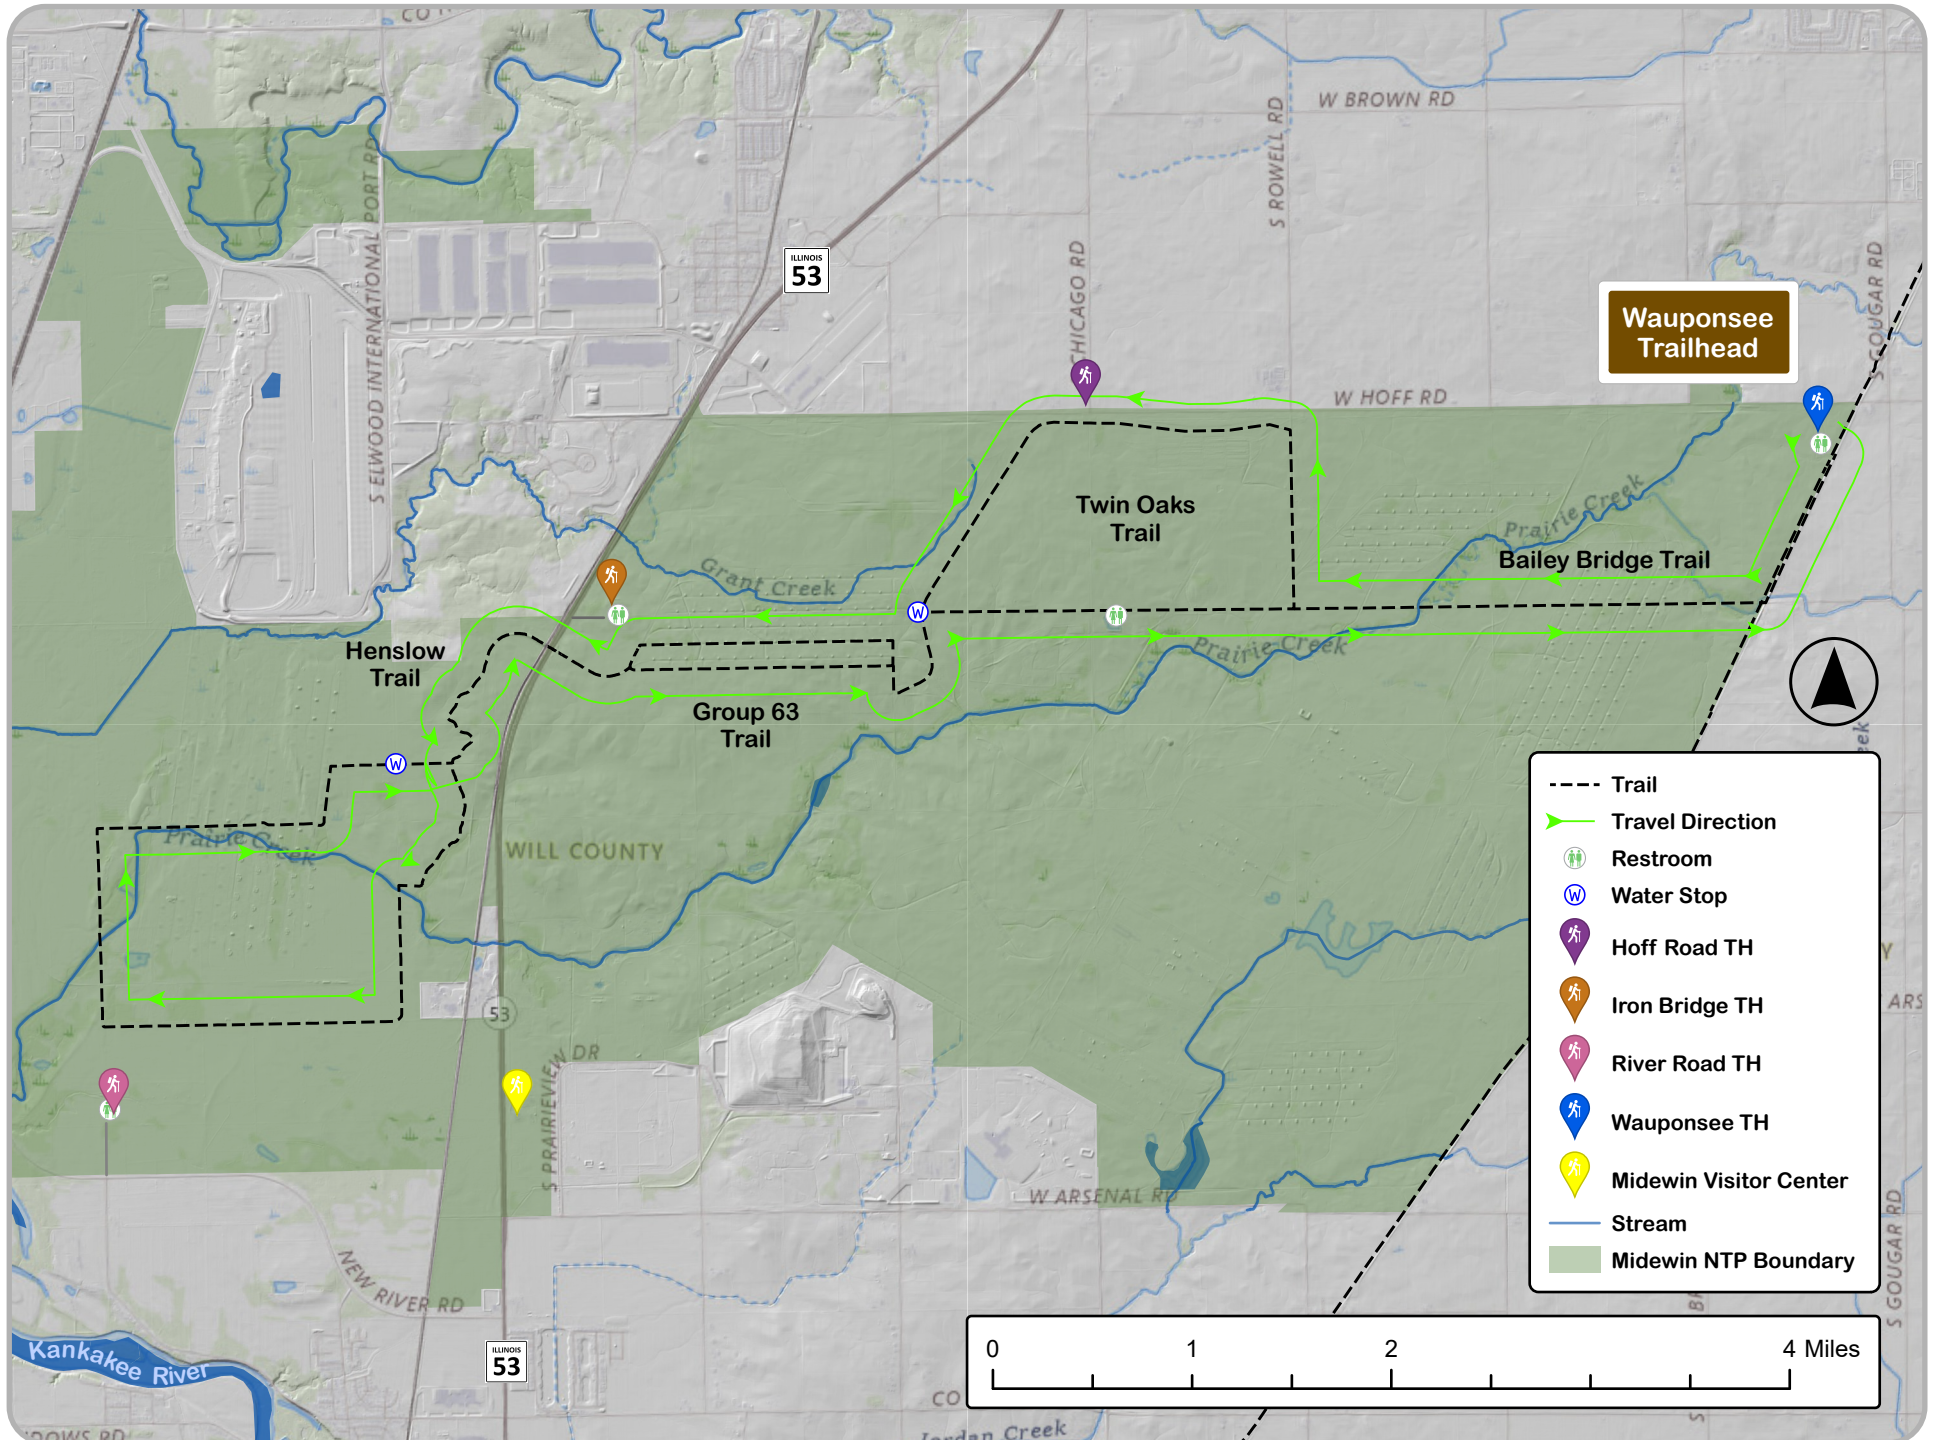 W BROWN RD
S ROWELL RD
S ELWOOD INTERNATIONAL PORT RD
ILLINOIS
53
CHICAGO RD
S GOUGAR RD
Wauponsee
Trailhead
W HOFF RD
Twin Oaks
Trail
Prairie Creek
Bailey Bridge Trail
Grant Creek
W
Henslow
Trail
Prairie Creek
Group 63
Trail
W
Prairie Creek
WILL COUNTY
53
S PRAIRIEVIEW DR
W ARSENAL RD
NEW RIVER RD
Kankakee River
ILLINOIS
53
Jordan Creek
S GOUGAR RD
Trail
Travel Direction
Restroom
W Water Stop
Hoff Road TH
Iron Bridge TH
River Road TH
Wauponsee TH
Midewin Visitor Center
Stream
Midewin NTP Boundary
0 1 2 4 Miles